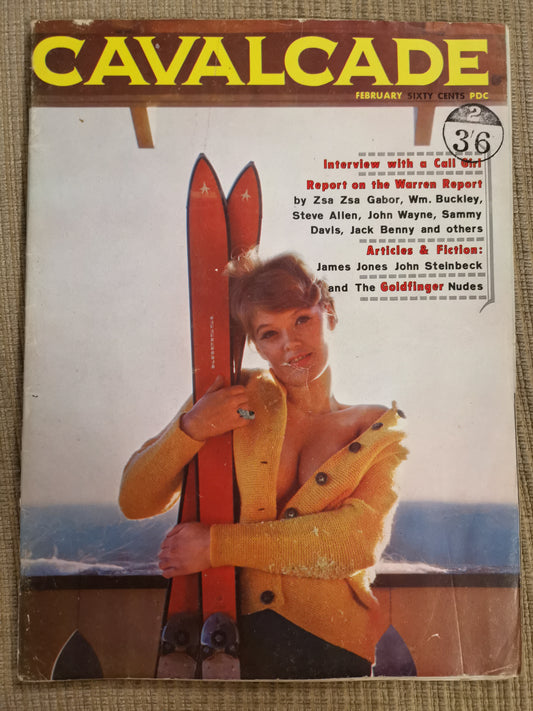 CAVALCADE
FEBRUARY SIXTY CENTS PDC
2
3/6
Interview with a Call Girl
Report on the Warren Report
by Zsa Zsa Gabor, Wm. Buckley,
Steve Allen, John Wayne, Sammy
Davis, Jack Benny and others
Articles & Fiction:
James Jones John Steinbeck
and The Goldfinger Nudes